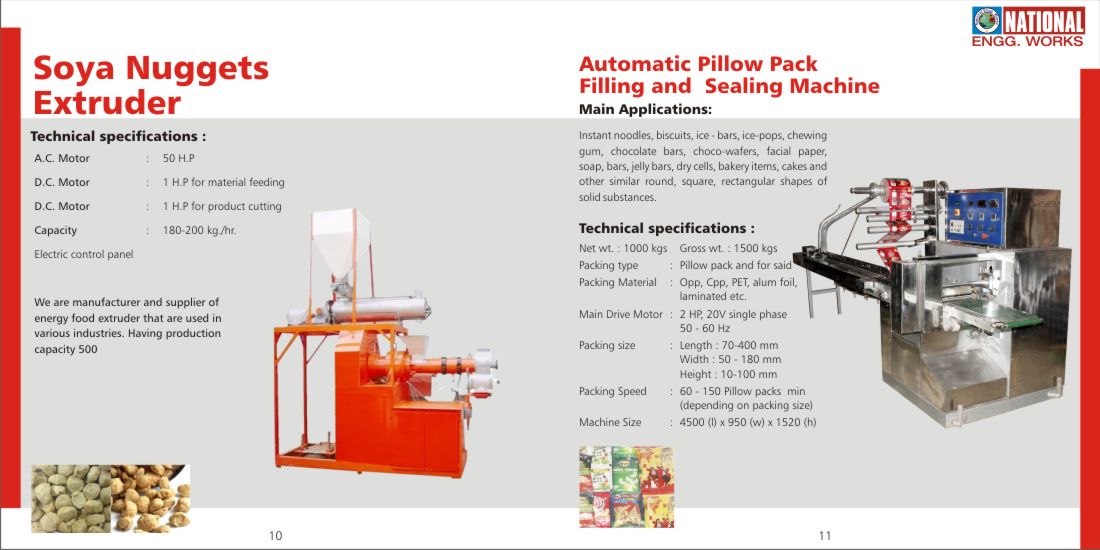 NATIONAL
ENGG. WORKS
Soya Nuggets
Extruder
Technical specifications :
A.C. Motor : 50 H.P
D.C. Motor : 1 H.P for material feeding
D.C. Motor : 1 H.P for product cutting
Capacity : 180-200 kg./hr.
Electric control panel
We are manufacturer and supplier of
energy food extruder that are used in
various industries. Having production
capacity 500
10
Automatic Pillow Pack
Filling and Sealing Machine
Main Applications:
Instant noodles, biscuits, ice - bars, ice-pops, chewing
gum, chocolate bars, choco-wafers, facial paper,
soap, bars, jelly bars, dry cells, bakery items, cakes and
other similar round, square, rectangular shapes of
solid substances.
Technical specifications :
Net wt. : 1000 kgs Gross wt. : 1500 kgs
Packing type : Pillow pack and for said
Packing Material : Opp, Cpp, PET, alum foil,
laminated etc.
Main Drive Motor : 2 HP, 20V single phase
50 - 60 Hz
Packing size : Length : 70-400 mm
Width : 50 - 180 mm
Height : 10-100 mm
Packing Speed : 60 - 150 Pillow packs min
(depending on packing size)
Machine Size : 4500 (l) x 950 (w) x 1520 (h)
11